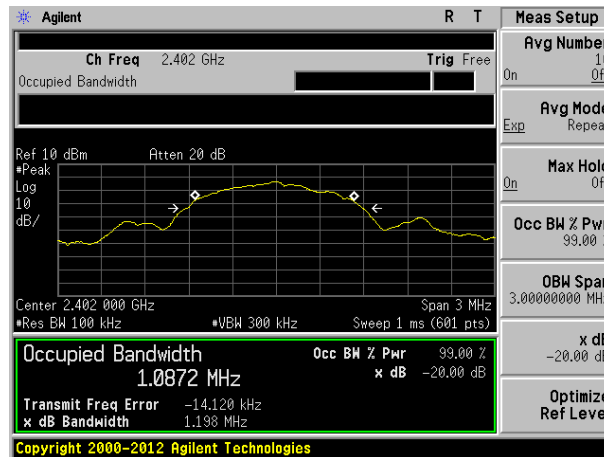 Agilent R T
Ch Freq 2.402 GHz Trig Free
Occupied Bandwidth
Ref 10 dBm Atten 20 dB
#Peak
Log
10
dB/
Center 2.402 000 GHz Span 3 MHz
#Res BW 100 kHz #VBW 300 kHz Sweep 1 ms (601 pts)
Occupied Bandwidth Occ BW % Pwr 99.00 %
1.0872 MHz x dB -20.00 dB
Transmit Freq Error -14.120 kHz
x dB Bandwidth 1.198 MHz
Copyright 2000-2012 Agilent Technologies
Meas Setup
Avg Number
On
Avg Mode
Exp Repeat
Max Hold
On
Occ BW % Pwr
99.00
OBW Span
3.00000000 MHz
x dB
-20.00 dB
Optimize
Ref Level